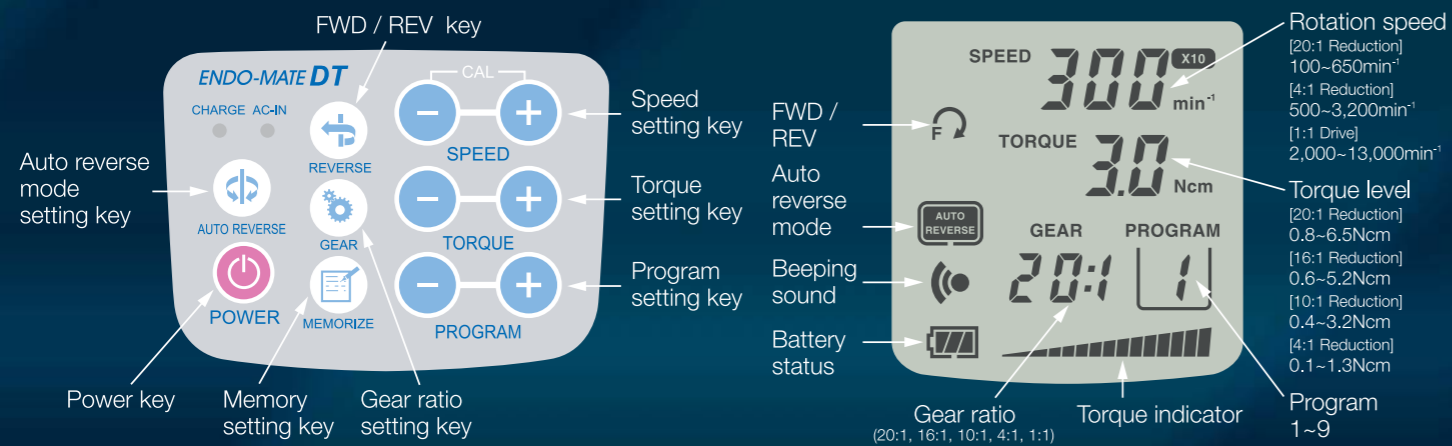 FWD / REV key
ENDO-MATE DT
CHARGE AC-IN
CAL
Auto reverse
mode
setting key
AUTO REVERSE
POWER
REVERSE
GEAR
MEMORIZE
- +
SPEED
- +
TORQUE
- +
PROGRAM
Speed
setting key
Torque
setting key
Program
setting key
Power key
Memory
setting key
Gear ratio
setting key
FWD /
REV
Auto
reverse
mode
Beeping
sound
Battery
status
SPEED 300 X10 min⁻¹
F
TORQUE 3.0 Ncm
AUTO
REVERSE
GEAR PROGRAM
20:1 1
Gear ratio
(20:1, 16:1, 10:1, 4:1, 1:1)
Torque indicator
Rotation speed
[20:1 Reduction]
100~650min⁻¹
[4:1 Reduction]
500~3,200min⁻¹
[1:1 Drive]
2,000~13,000min⁻¹
Torque level
[20:1 Reduction]
0.8~6.5Ncm
[16:1 Reduction]
0.6~5.2Ncm
[10:1 Reduction]
0.4~3.2Ncm
[4:1 Reduction]
0.1~1.3Ncm
Program
1~9